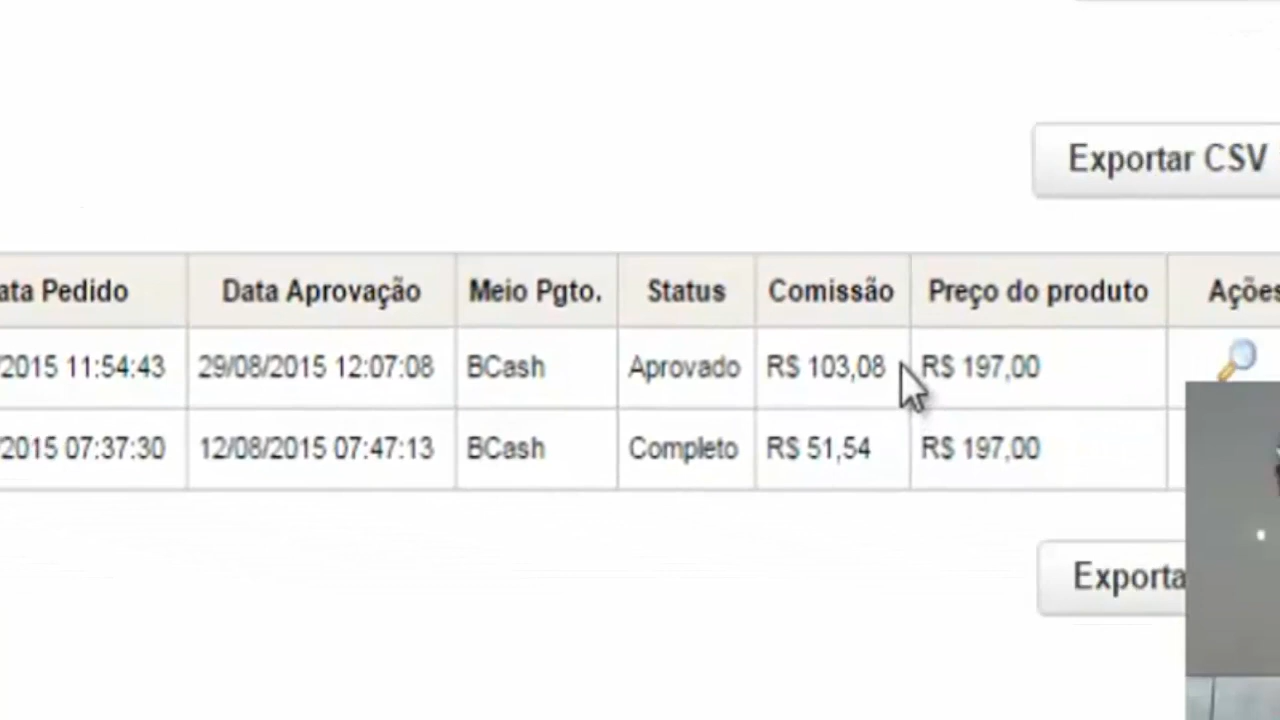 Exportar CSV
ata Pedido Data Aprovação Meio Pgto. Status Comissão Preço do produto Ações
/2015 11:54:43 29/08/2015 12:07:08 BCash Aprovado R$ 103,08 R$ 197,00
/2015 07:37:30 12/08/2015 07:47:13 BCash Completo R$ 51,54 R$ 197,00
Exporta